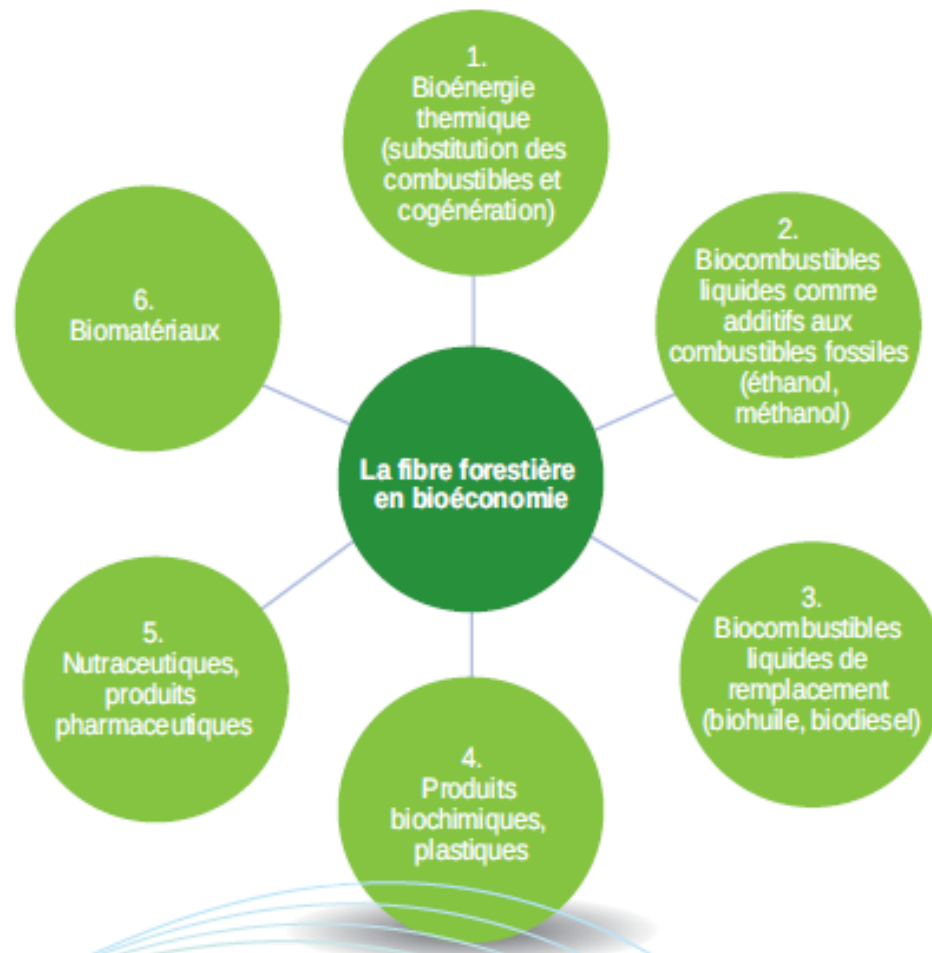 1.
Bioénergie
thermique
(substitution des
combustibles et
cogénération)
2.
Biocombustibles
liquides comme
additifs aux
combustibles fossiles
(éthanol,
méthanol)
3.
Biocombustibles
liquides de
remplacement
(biohuile, biodiesel)
4.
Produits
biochimiques,
plastiques
5.
Nutraceutiques,
produits
pharmaceutiques
6.
Biomatériaux
La fibre forestière
en bioéconomie